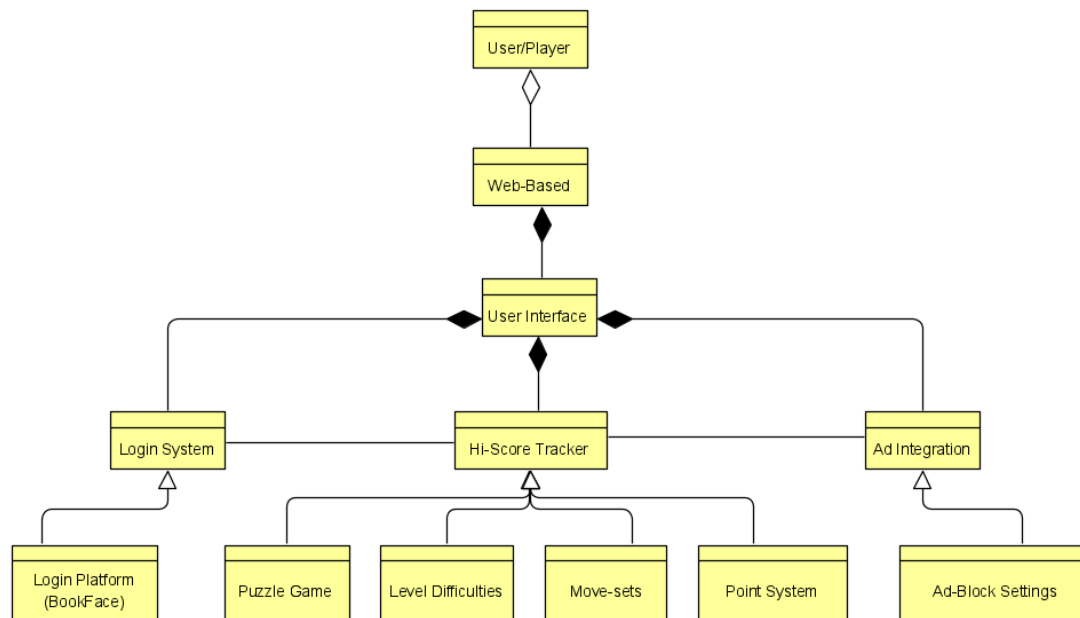 User/Player
Web-Based
User Interface
Login System
Hi-Score Tracker
Ad Integration
Login Platform
(BookFace)
Puzzle Game
Level Difficulties
Move-sets
Point System
Ad-Block Settings